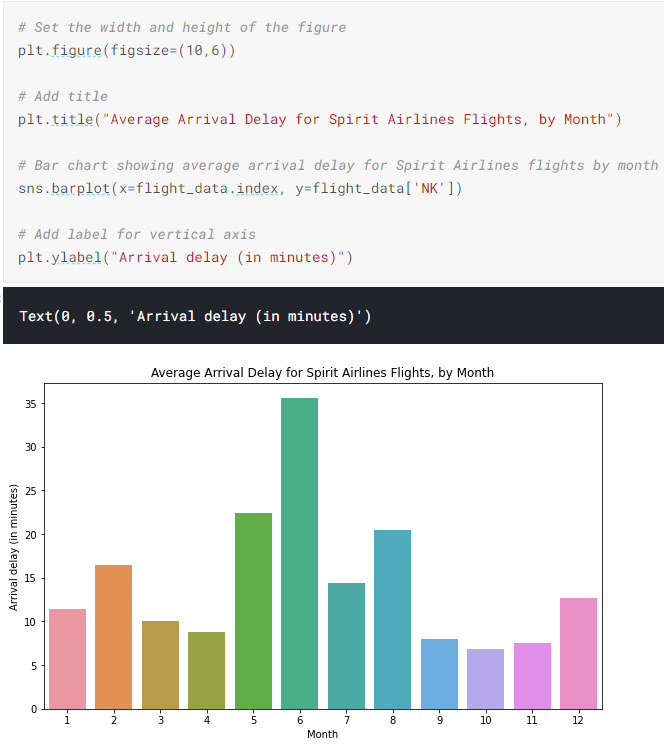 # Set the width and height of the figure
plt.figure(figsize=(10,6))
# Add title
plt.title("Average Arrival Delay for Spirit Airlines Flights, by Month")
# Bar chart showing average arrival delay for Spirit Airlines flights by month
sns.barplot(x=flight_data.index, y=flight_data['NK'])
# Add label for vertical axis
plt.ylabel("Arrival delay (in minutes)")
Text(0, 0.5, 'Arrival delay (in minutes)')
Average Arrival Delay for Spirit Airlines Flights, by Month
Arrival delay (in minutes)
35
30
25
20
15
10
5
0
1 2 3 4 5 6 7 8 9 10 11 12
Month